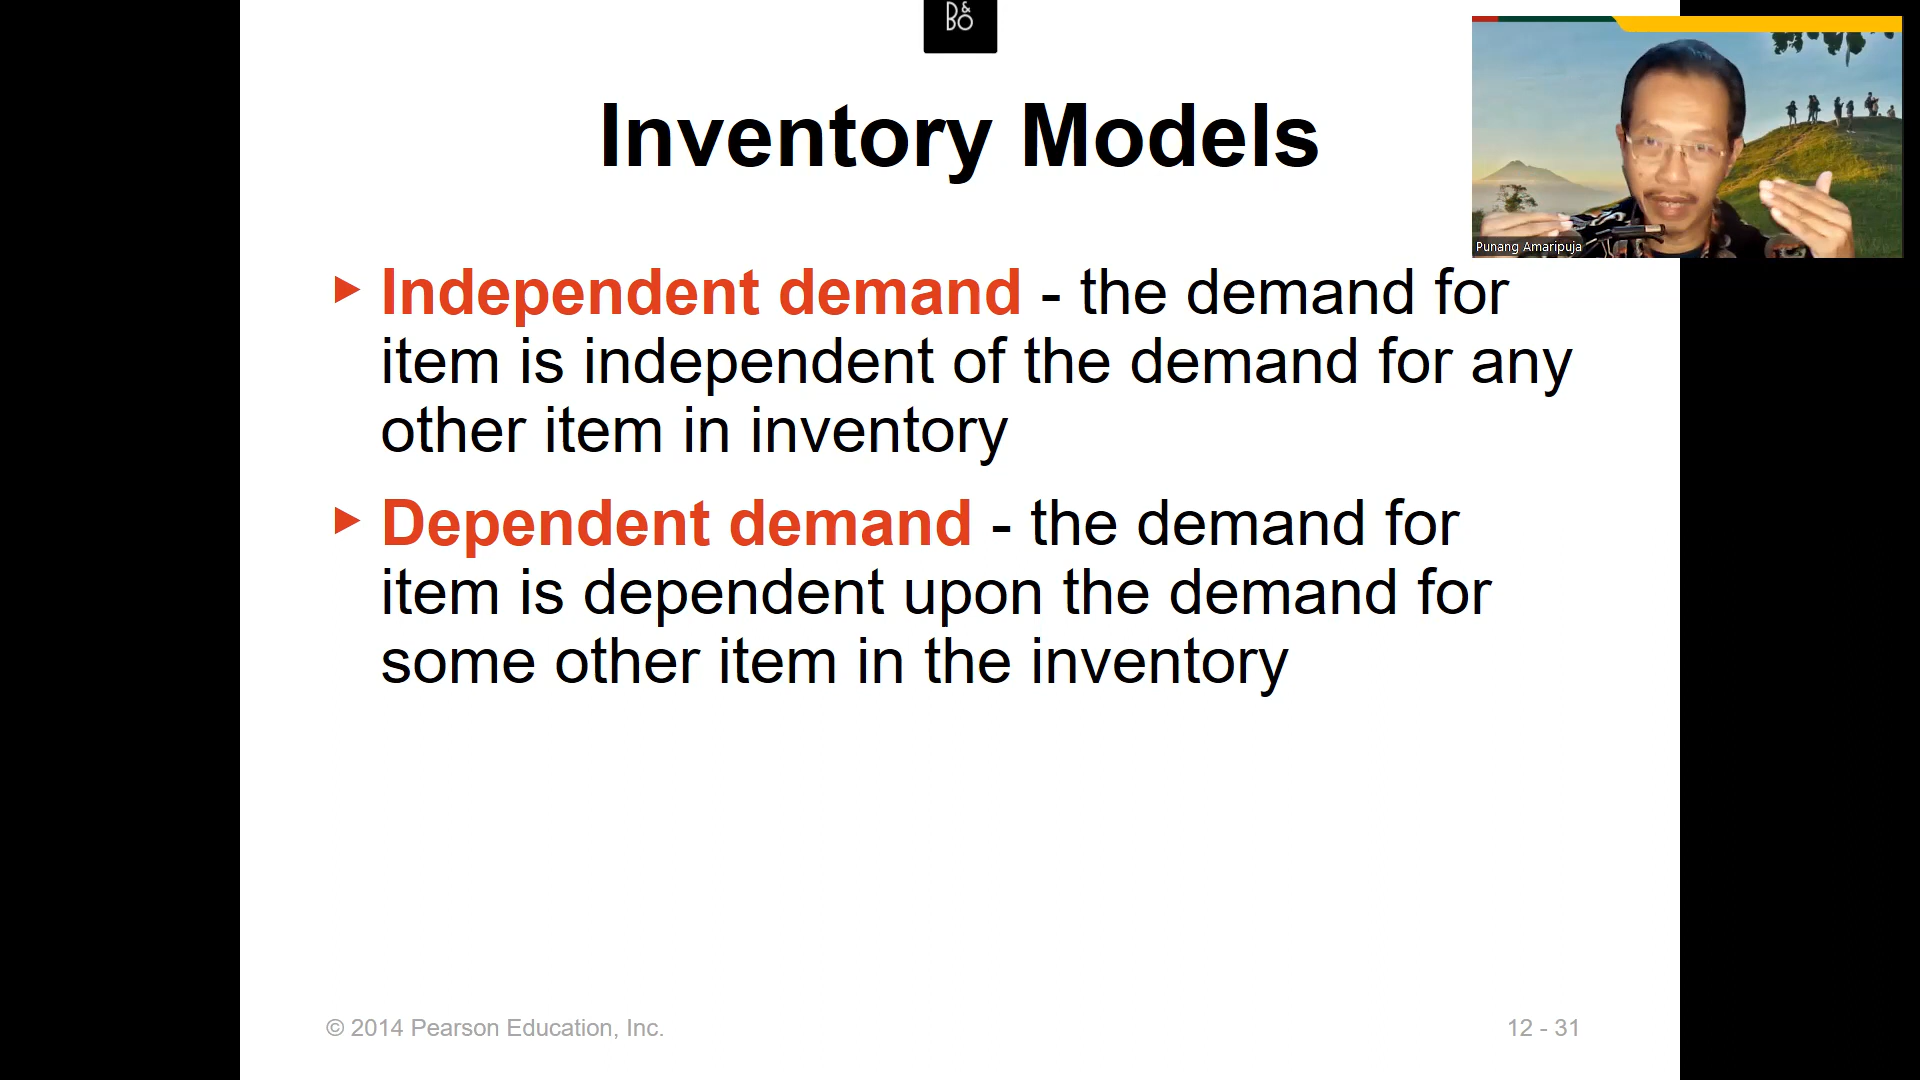 B&O
Inventory Models
Punang Amaripuja
Independent demand - the demand for
item is independent of the demand for any
other item in inventory
Dependent demand - the demand for
item is dependent upon the demand for
some other item in the inventory
© 2014 Pearson Education, Inc.
12 - 31